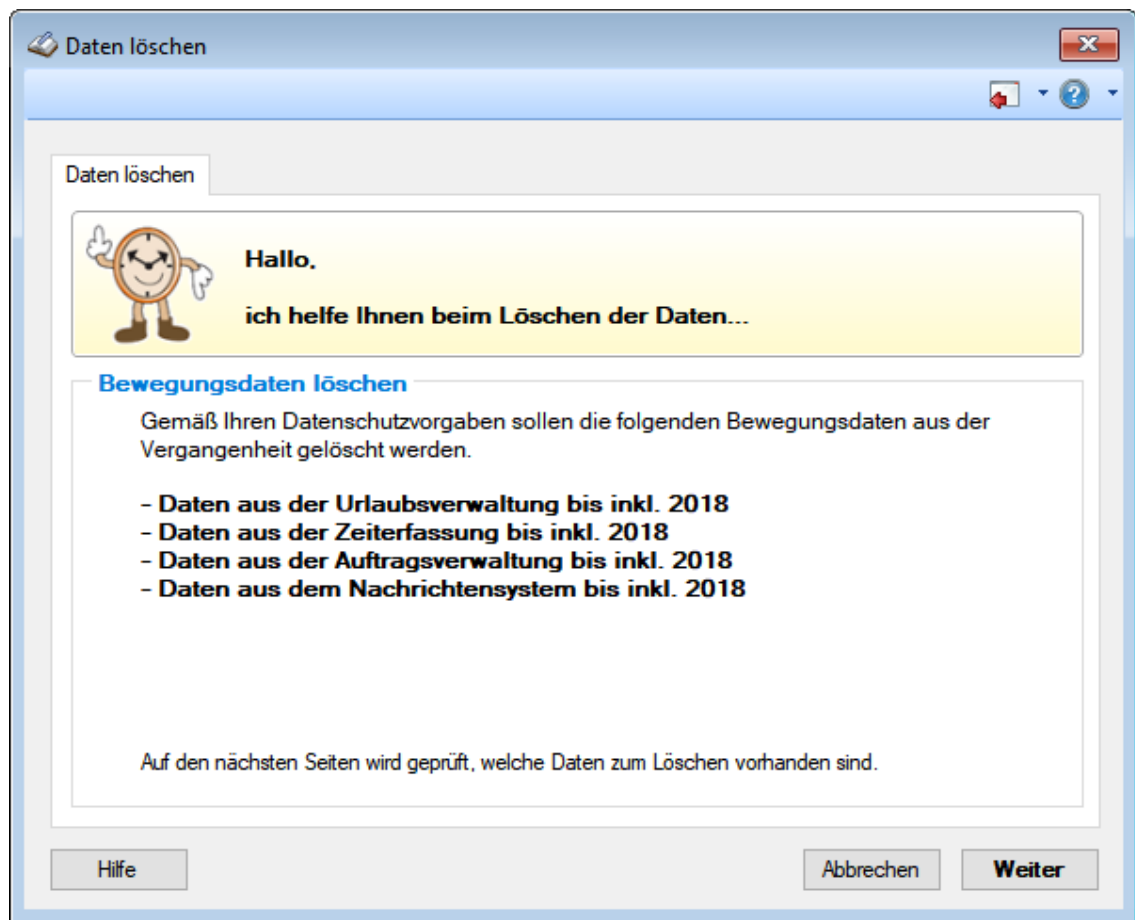 Daten löschen
Daten löschen
Hallo,
ich helfe Ihnen beim Löschen der Daten...
Bewegungsdaten löschen
Gemäß Ihren Datenschutzvorgaben sollen die folgenden Bewegungsdaten aus der
Vergangenheit gelöscht werden.
- Daten aus der Urlaubsverwaltung bis inkl. 2018
- Daten aus der Zeiterfassung bis inkl. 2018
- Daten aus der Auftragsverwaltung bis inkl. 2018
- Daten aus dem Nachrichtensystem bis inkl. 2018
Auf den nächsten Seiten wird geprüft, welche Daten zum Löschen vorhanden sind.
Hilfe
Abbrechen
Weiter